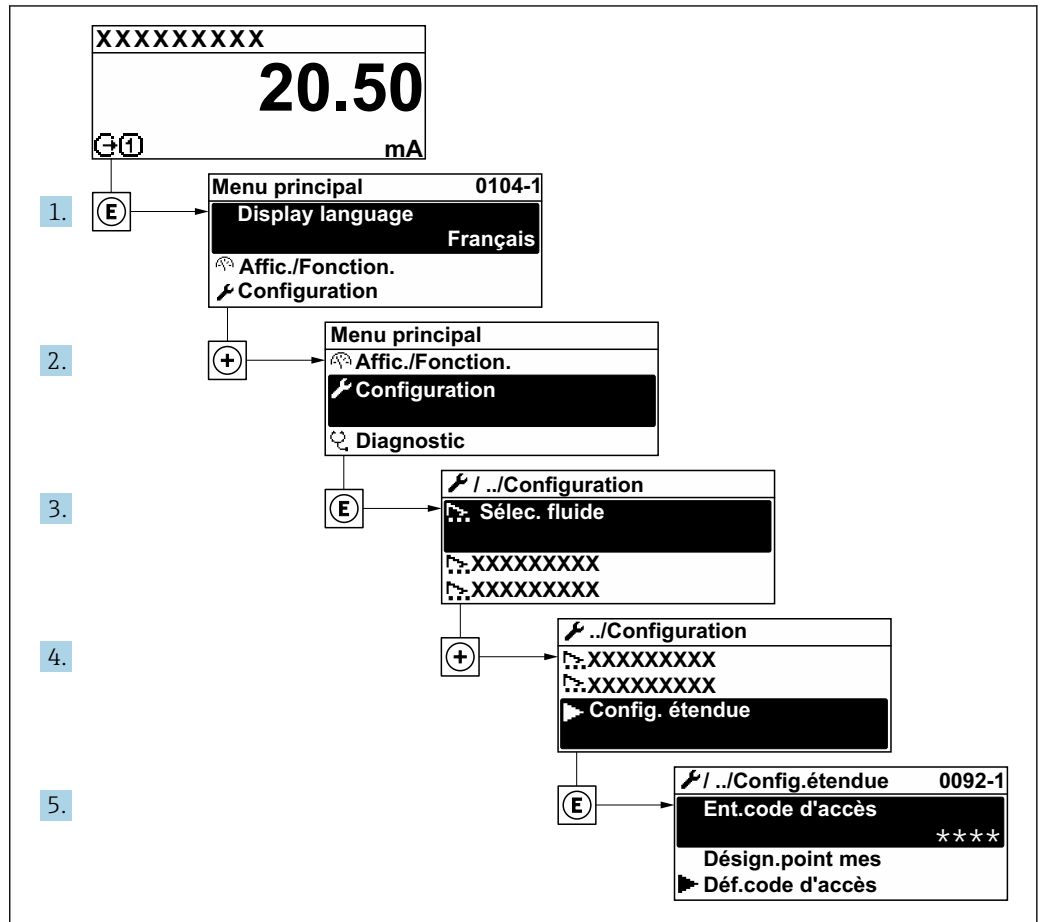 XXXXXXXXX
20.50
1 mA
1. E
Menu principal 0104-1
Display language
Français
Affic./Fonction.
Configuration
2. +
Menu principal
Affic./Fonction.
Configuration
Diagnostic
3. E
/ ../Configuration
Sélec. fluide
XXXXXXXXX
XXXXXXXXX
4. +
../Configuration
XXXXXXXXX
XXXXXXXXX
Config. étendue
5. E
/ ../Config.étendue 0092-1
Ent.code d'accès
****
Désign.point mes
Déf.code d'accès